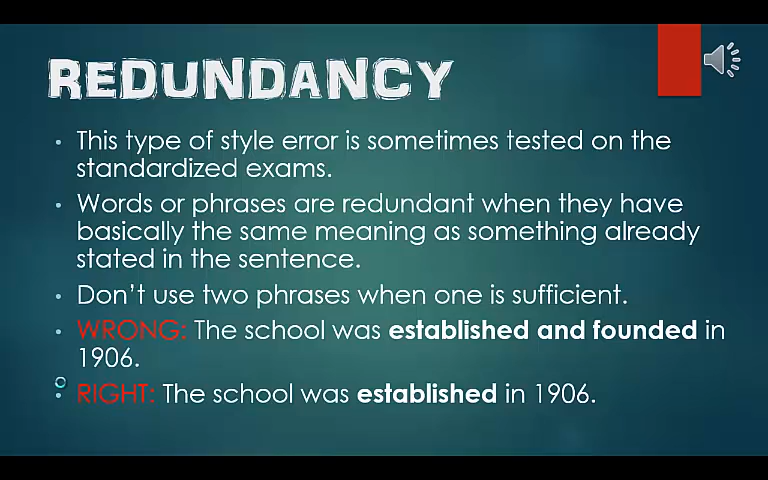 REDUNDANCY
• This type of style error is sometimes tested on the
standardized exams.
• Words or phrases are redundant when they have
basically the same meaning as something already
stated in the sentence.
• Don't use two phrases when one is sufficient.
• WRONG: The school was established and founded in
1906.
• RIGHT: The school was established in 1906.